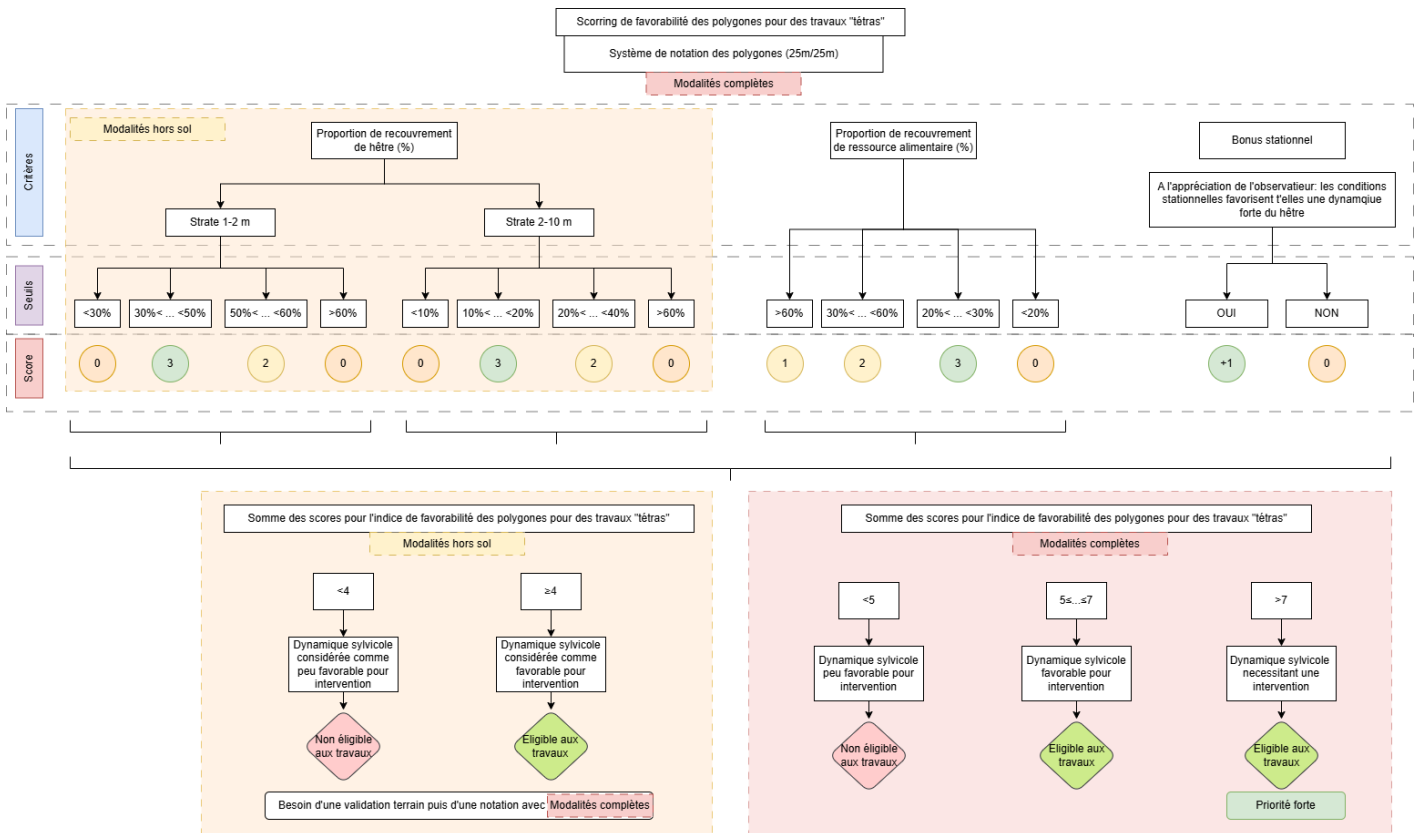 Scorring de favorabilité des polygones pour des travaux "tétras"
Système de notation des polygones (25m/25m)
Modalités complètes
Critères
Modalités hors sol
Proportion de recouvrement
de hêtre (%)
Proportion de recouvrement
de ressource alimentaire (%)
Bonus stationnel
A l'appréciation de l'observatieur: les conditions
stationnelles favorisent t'elles une dynamqiue
forte du hêtre
Strate 1-2 m
Strate 2-10 m
Seuils
<30%
30%< ... <50%
50%< ... <60%
>60%
<10%
10%< ... <20%
20%< ... <40%
>60%
>60%
30%< ... <60%
20%< ... <30%
<20%
OUI
NON
Score
0
3
2
0
0
3
2
0
1
2
3
0
+1
0
Somme des scores pour l'indice de favorabilité des polygones pour des travaux "tétras"
Modalités hors sol
<4
≥4
Dynamique sylvicole
considérée comme
peu favorable pour
intervention
Dynamique sylvicole
considérée comme
favorable pour
intervention
Non éligible
aux travaux
Éligible aux
travaux
Besoin d'une validation terrain puis d'une notation avec Modalités complètes
Somme des scores pour l'indice de favorabilité des polygones pour des travaux "tétras"
Modalités complètes
<5
5≤...≤7
>7
Dynamique sylvicole
peu favorable pour
intervention
Dynamique sylvicole
favorable pour
intervention
Dynamique sylvicole
necessitant une
intervention
Non éligible
aux travaux
Éligible aux
travaux
Éligible aux
travaux
Priorité forte